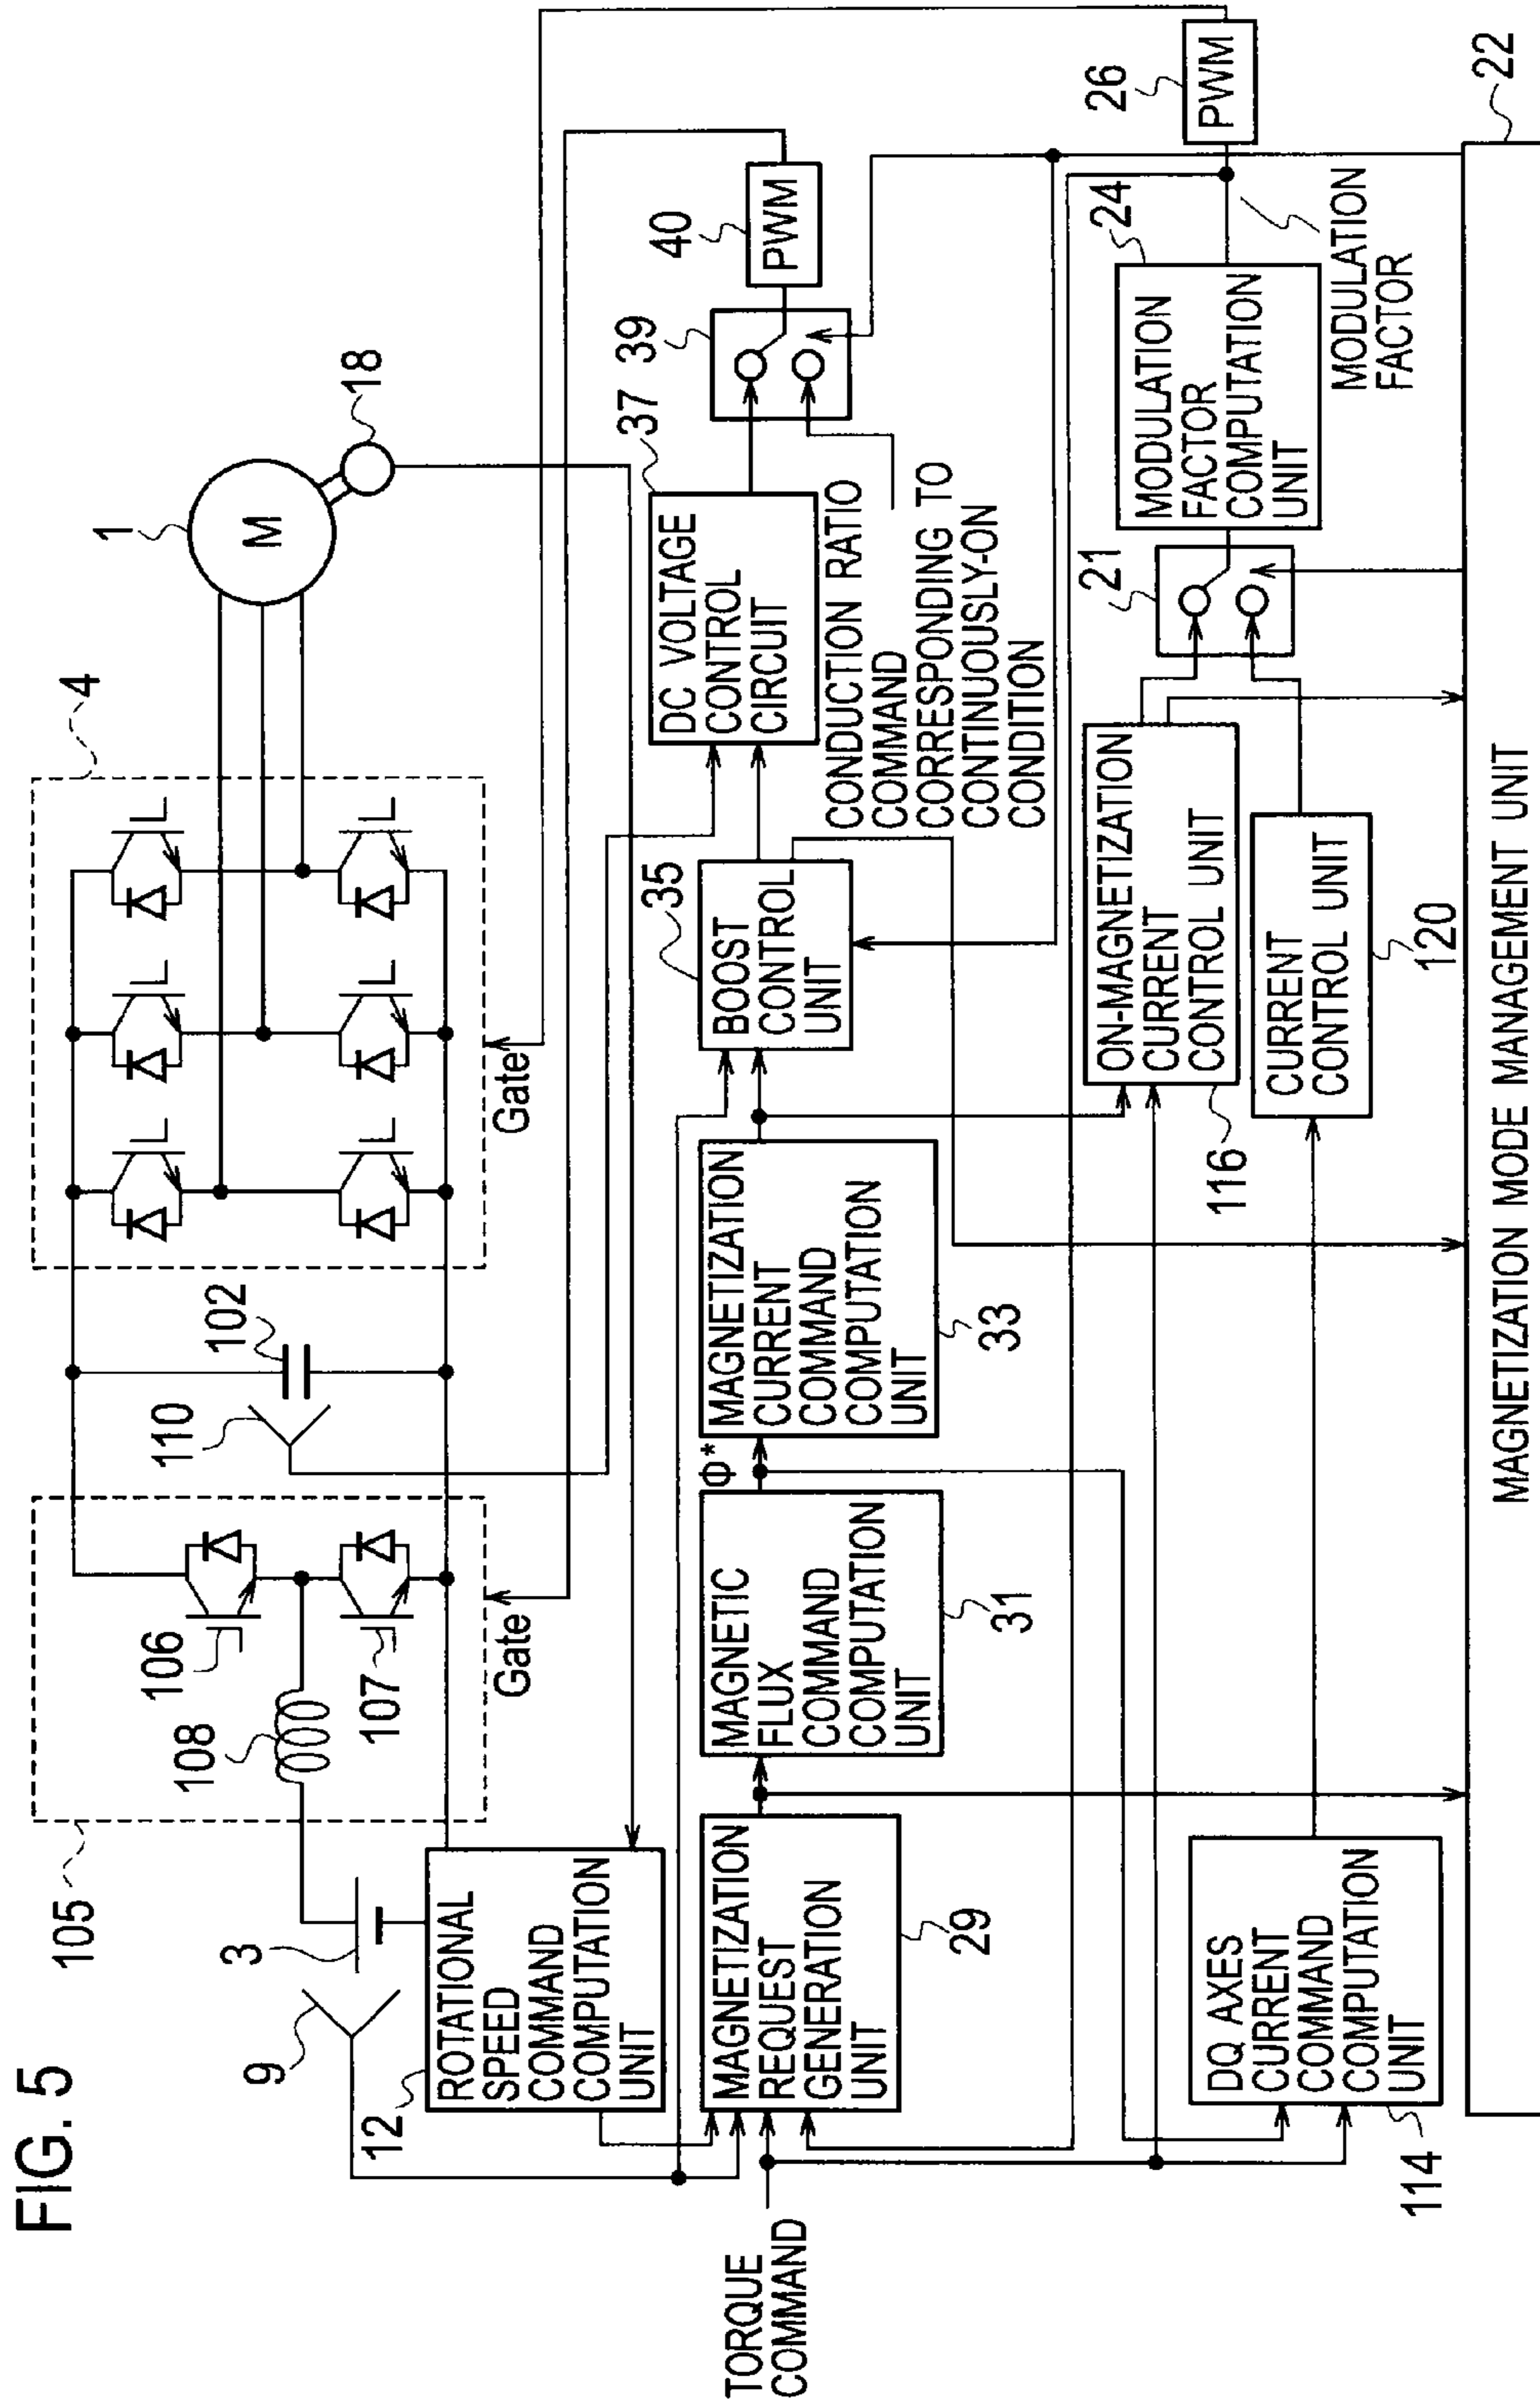 FIG. 5
105
3
9
12
108
106
107
Gate
110
102
4
Gate
1
M
18
ROTATIONAL
SPEED
COMMAND
COMPUTATION
UNIT
TORQUE
COMMAND
MAGNETIZATION
REQUEST
GENERATION
UNIT
29
MAGNETIC
FLUX
COMMAND
COMPUTATION
UNIT
31
Φ*
MAGNETIZATION
CURRENT
COMMAND
COMPUTATION
UNIT
33
BOOST
CONTROL
UNIT
35
DC VOLTAGE
CONTROL
CIRCUIT
37
39
40
PWM
CONDUCTION RATIO
COMMAND
CORRESPONDING TO
CONTINUOUSLY-ON
CONDITION
DQ AXES
CURRENT
COMMAND
COMPUTATION
UNIT
114
ON-MAGNETIZATION
CURRENT
CONTROL UNIT
116
CURRENT
CONTROL UNIT
120
21
MODULATION
FACTOR
COMPUTATION
UNIT
24
MODULATION
FACTOR
26
PWM
22
MAGNETIZATION MODE MANAGEMENT UNIT